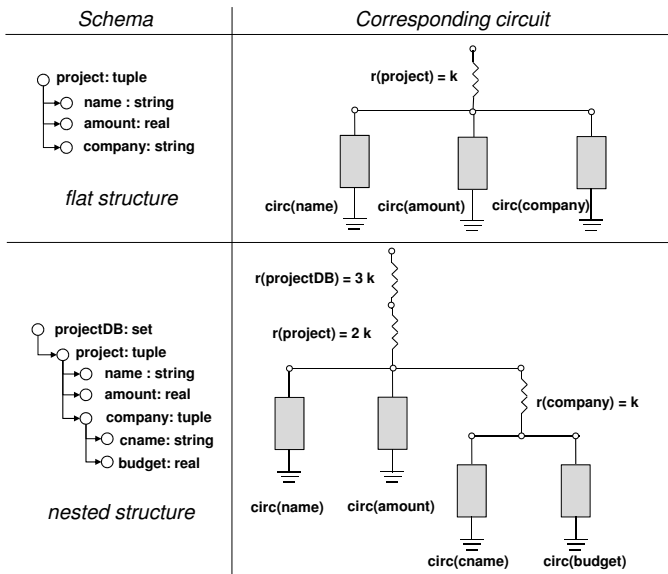 Schema
Corresponding circuit
project: tuple
name : string
amount: real
company: string
flat structure
r(project) = k
circ(name)
circ(amount)
circ(company)
projectDB: set
project: tuple
name : string
amount: real
company: tuple
cname: string
budget: real
nested structure
r(projectDB) = 3 k
r(project) = 2 k
r(company) = k
circ(name)
circ(amount)
circ(cname)
circ(budget)